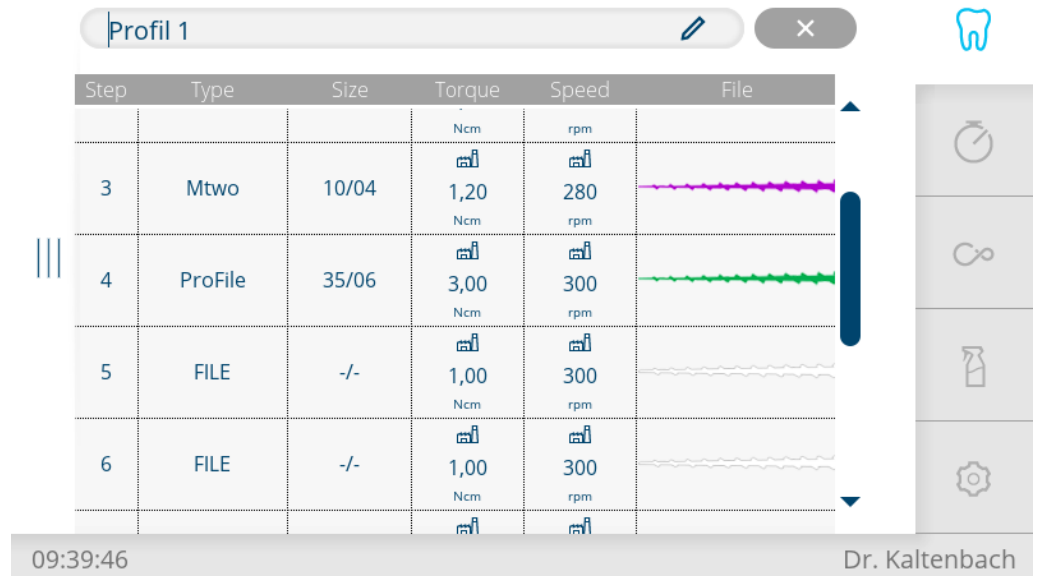 Profil 1
Step Type Size Torque Speed File
Ncm rpm
3 Mtwo 10/04 1,20 280
Ncm rpm
4 ProFile 35/06 3,00 300
Ncm rpm
5 FILE -/- 1,00 300
Ncm rpm
6 FILE -/- 1,00 300
Ncm rpm
09:39:46 Dr. Kaltenbach